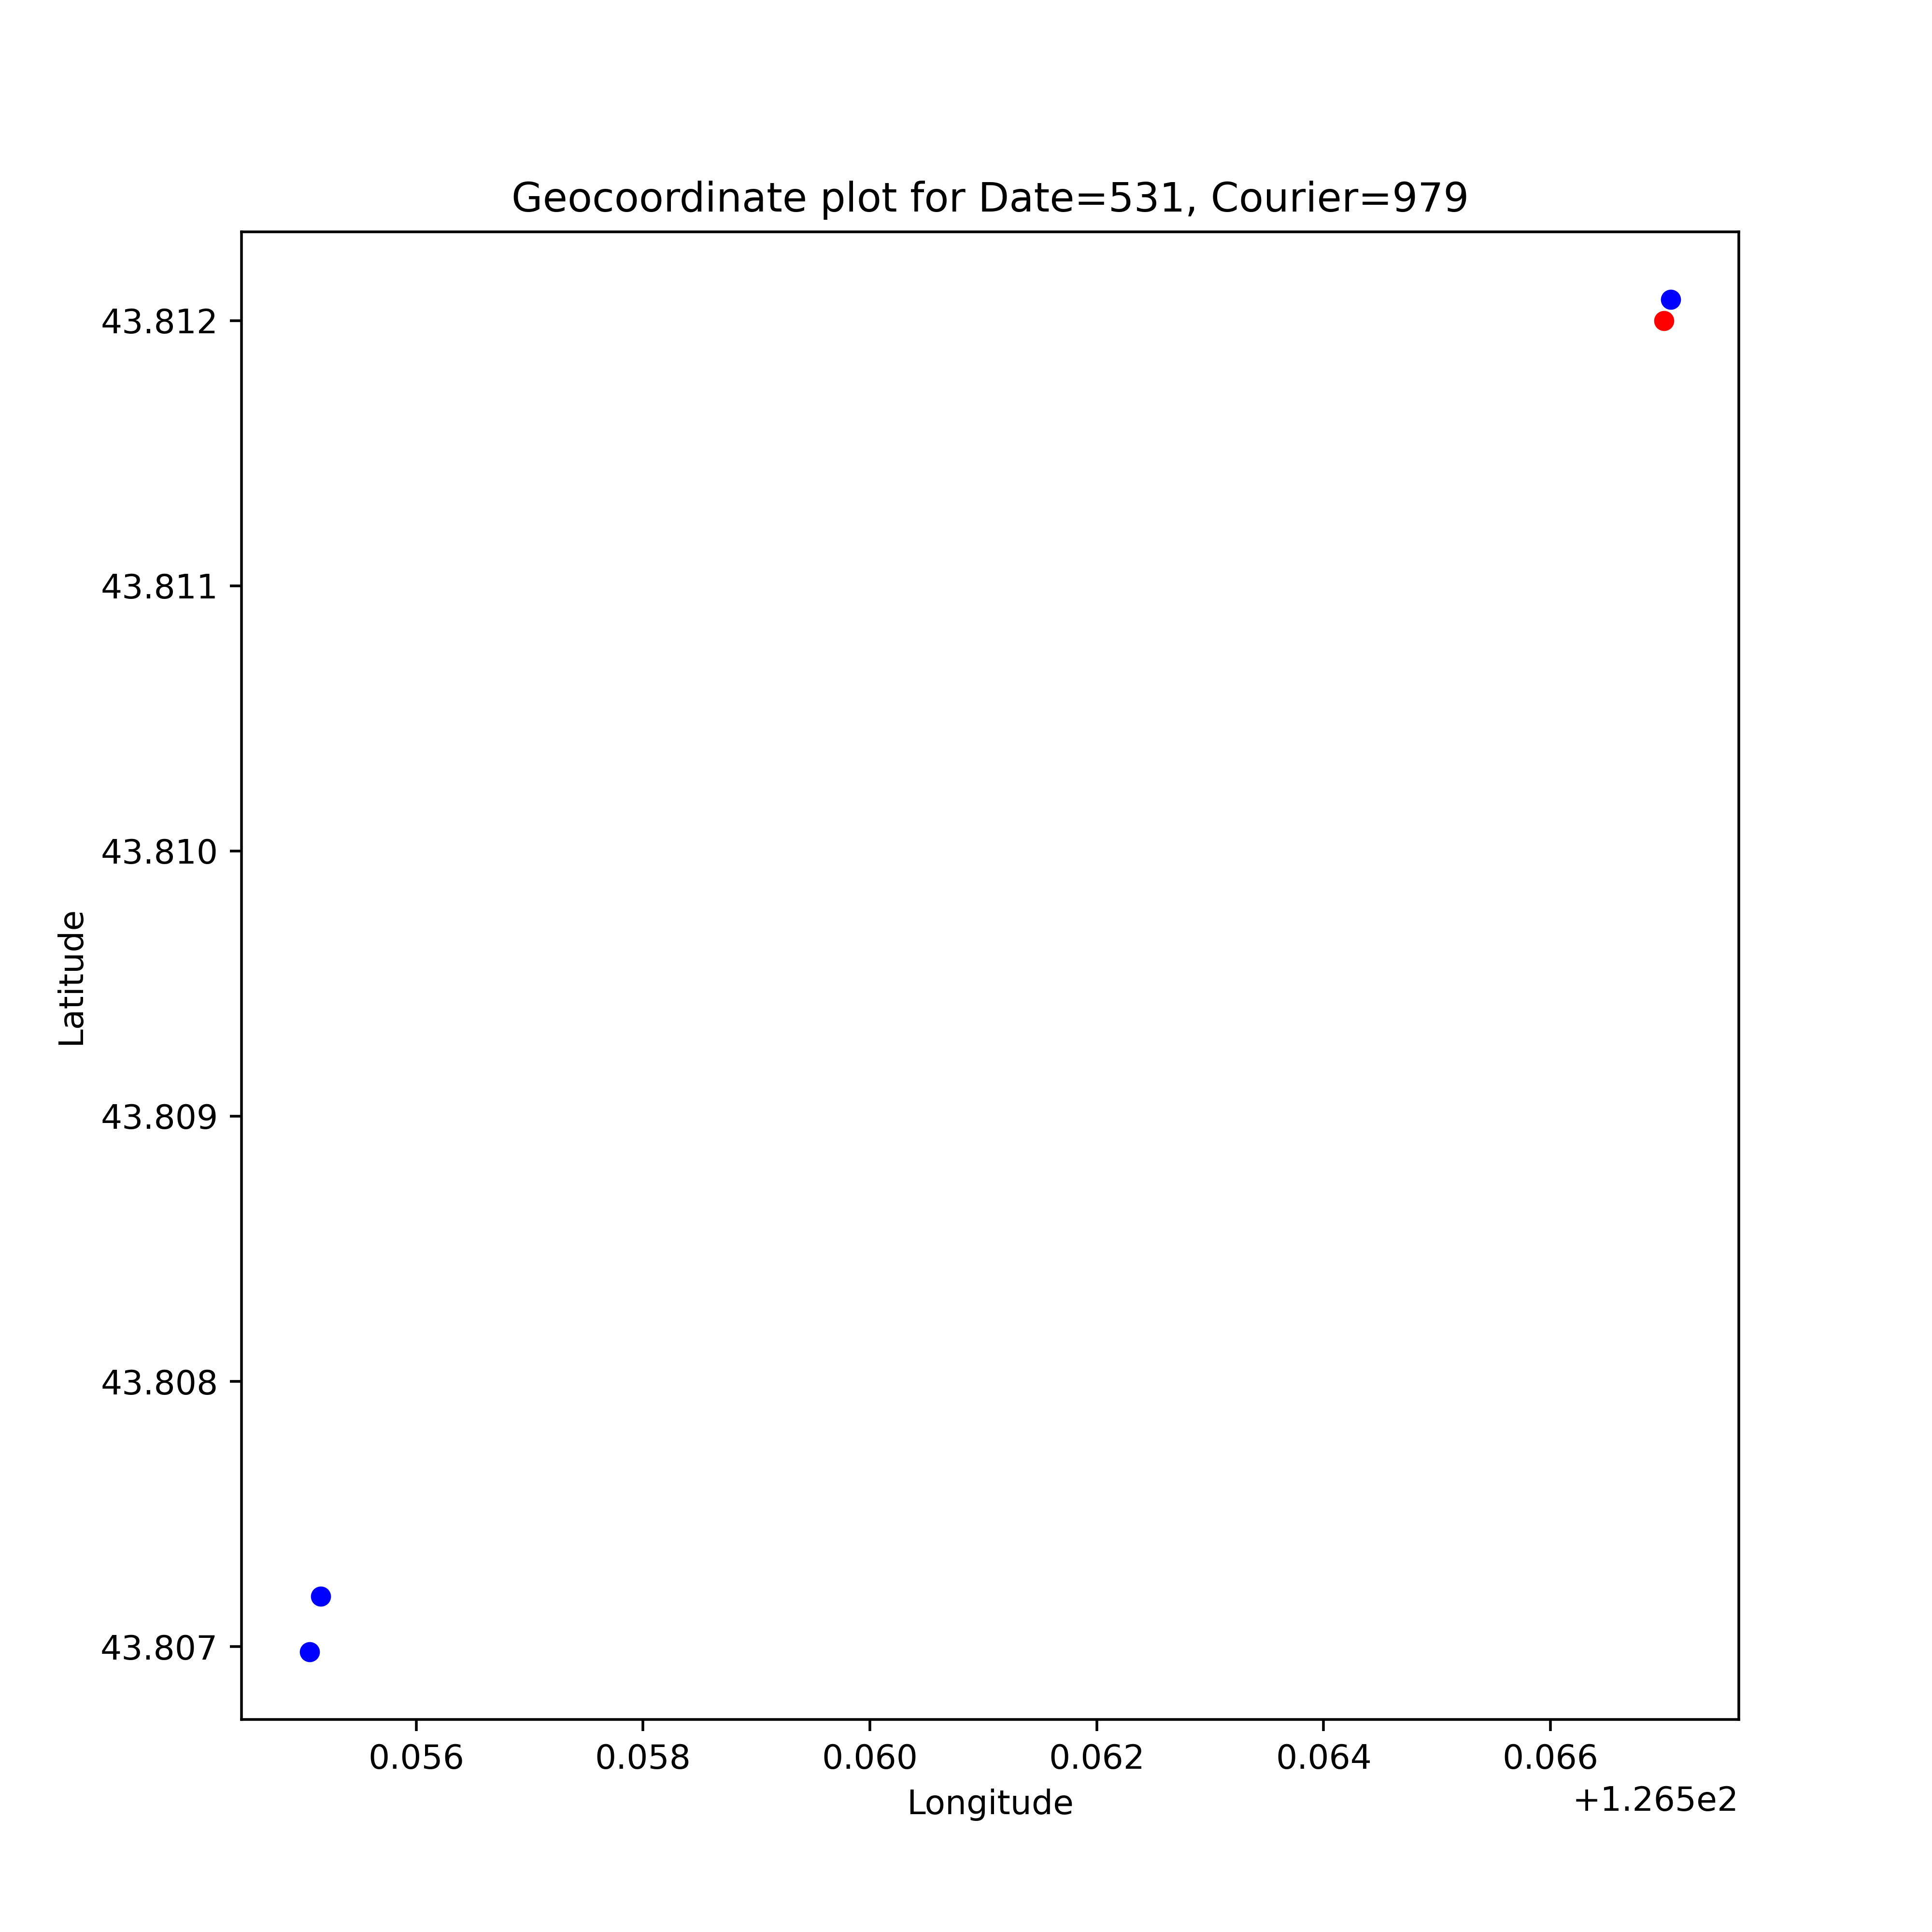 Geocoordinate plot for Date=531, Courier=979
43.812
43.811
43.810
43.809
43.808
43.807
Latitude
0.056 0.058 0.060 0.062 0.064 0.066
+1.265e2
Longitude